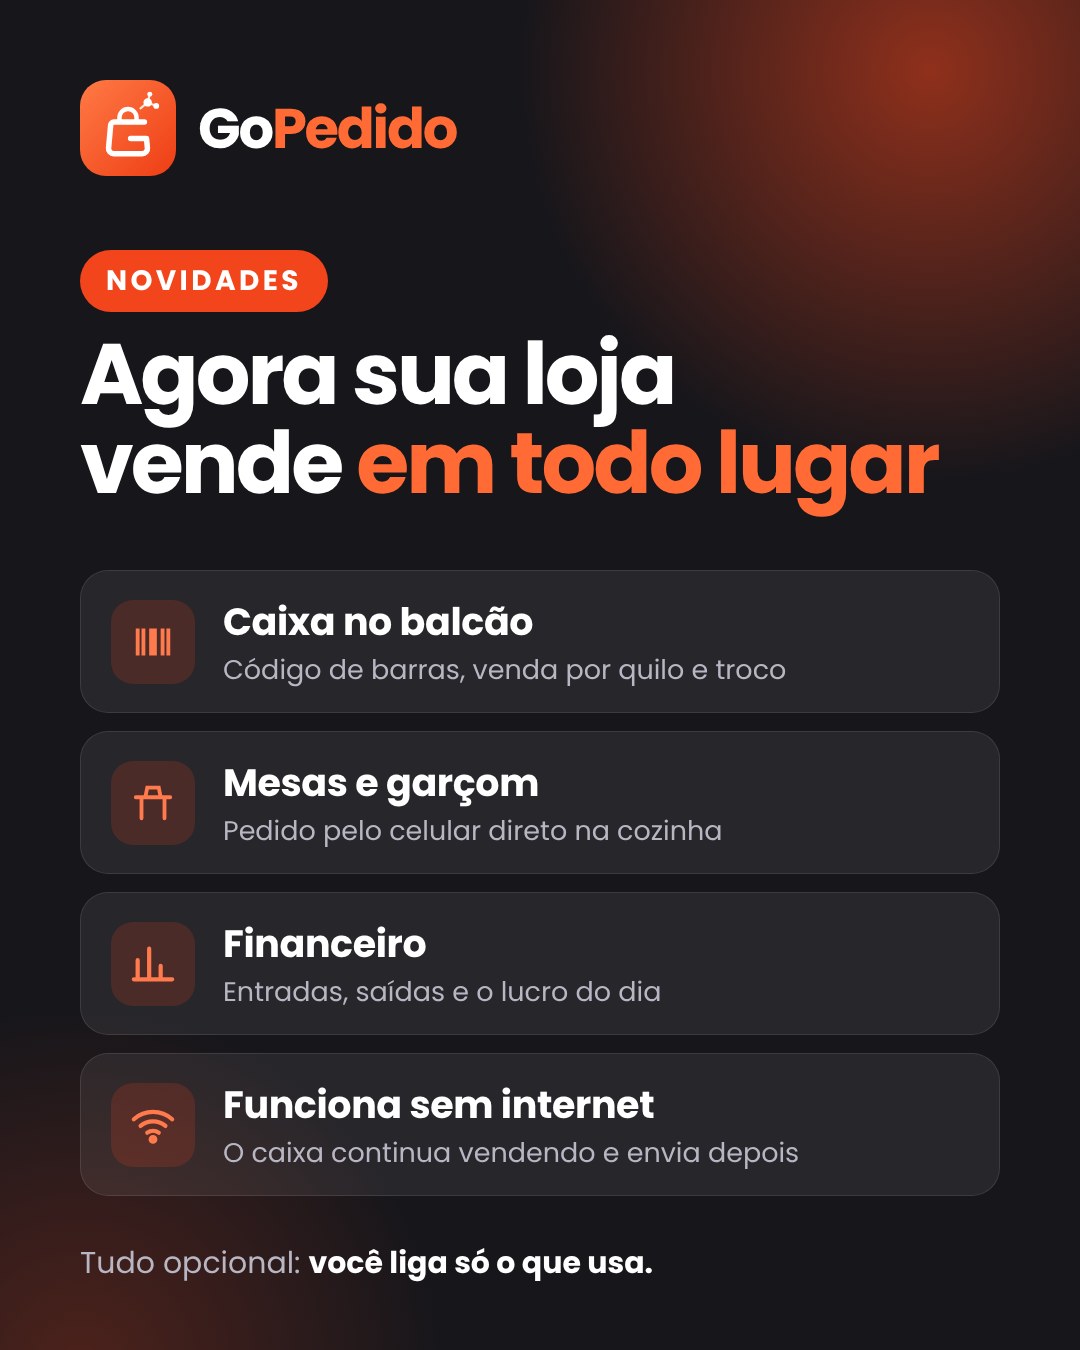 GoPedido
NOVIDADES
Agora sua loja
vende em todo lugar
Caixa no balcão
Código de barras, venda por quilo e troco
Mesas e garçom
Pedido pelo celular direto na cozinha
Financeiro
Entradas, saídas e o lucro do dia
Funciona sem internet
O caixa continua vendendo e envia depois
Tudo opcional: você liga só o que usa.